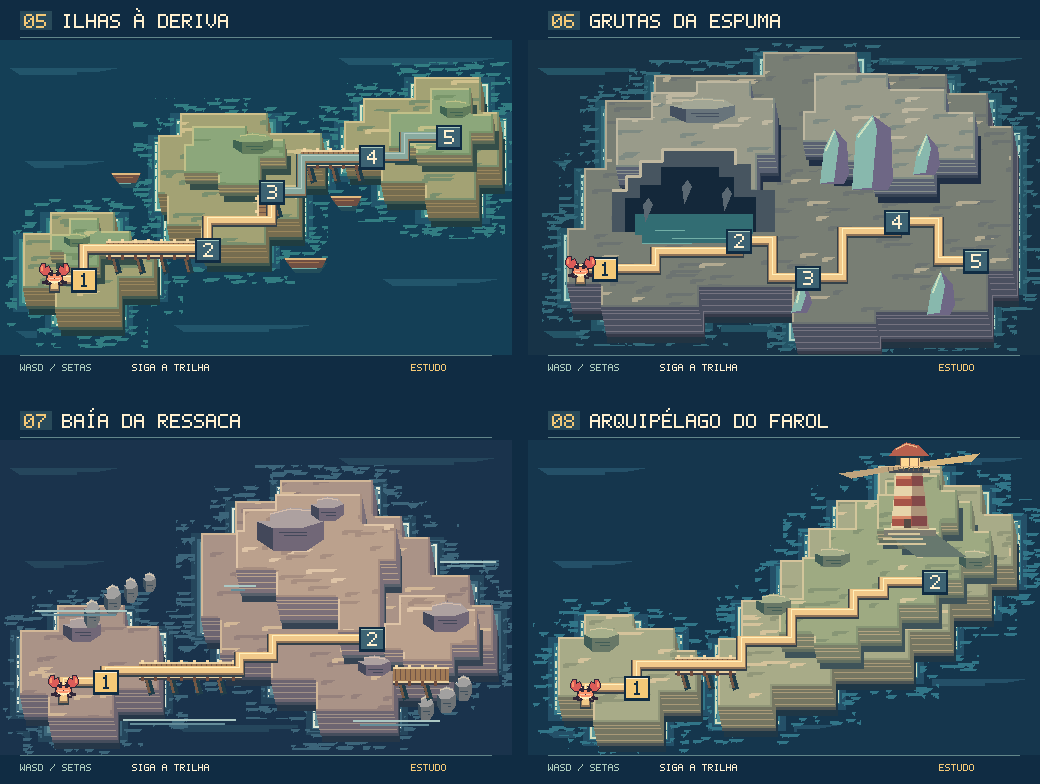 05 ILHAS À DERIVA
1
2
3
4
5
WASD / SETAS SIGA A TRILHA ESTUDO
06 GRUTAS DA ESPUMA
1
2
3
4
5
WASD / SETAS SIGA A TRILHA ESTUDO
07 BAÍA DA RESSACA
1
2
WASD / SETAS SIGA A TRILHA ESTUDO
08 ARQUIPÉLAGO DO FAROL
1
2
WASD / SETAS SIGA A TRILHA ESTUDO